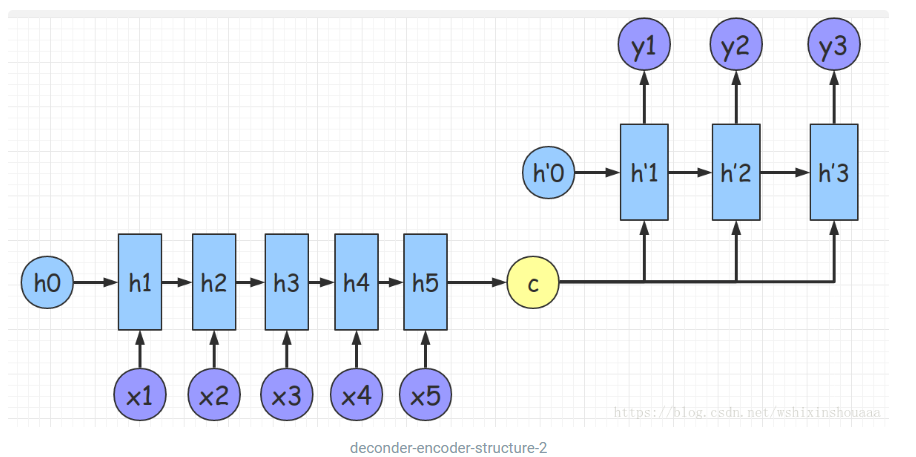 y1 y2 y3
h'0 h'1 h'2 h'3
h0 h1 h2 h3 h4 h5 c
x1 x2 x3 x4 x5
https://blog.csdn.net/wshixinshouaaa
deconder-encoder-structure-2